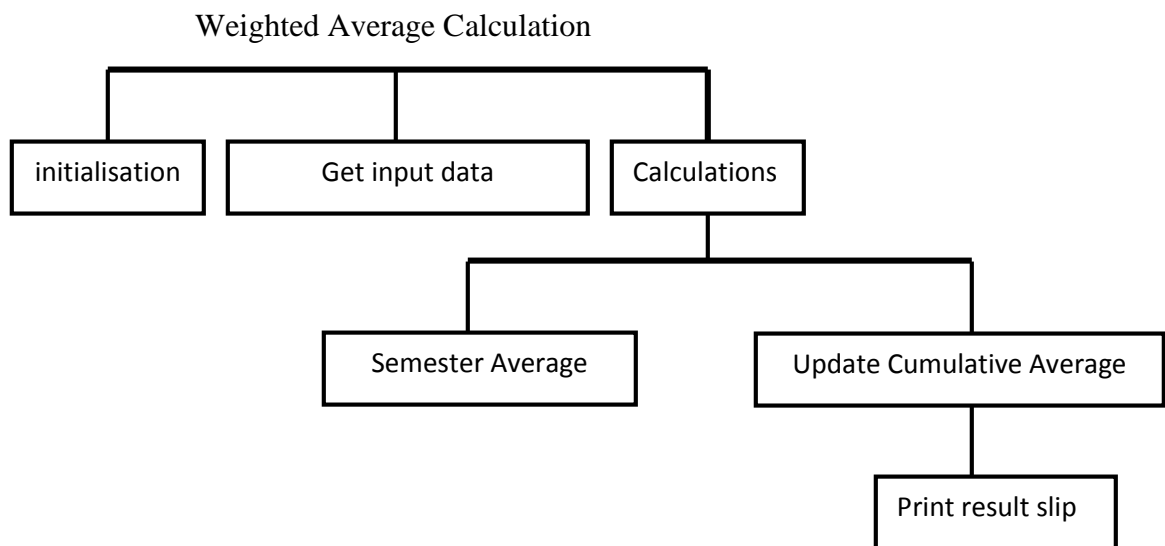 Weighted Average Calculation
initialisation
Get input data
Calculations
Semester Average
Update Cumulative Average
Print result slip